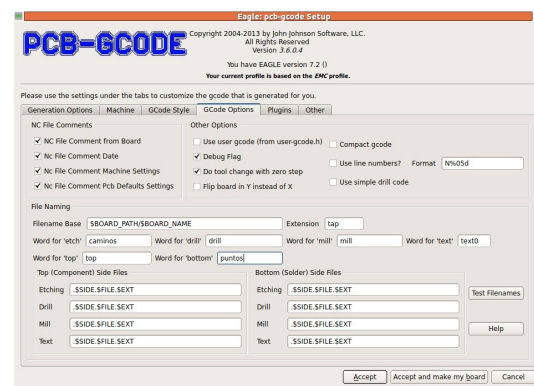 Eagle: pcb-gcode Setup
PCB-GCODE
Copyright 2004-2013 by John Johnson Software, LLC.
All Rights Reserved
Version 3.6.0.4
You have EAGLE version 7.2 ()
Your current profile is based on the EMC profile.
Please use the settings under the tabs to customize the gcode that is generated for you.
Generation Options Machine GCode Style GCode Options Plugins Other
NC File Comments
NC File Comment from Board
Nc File Comment Date
Nc File Comment Machine Settings
Nc File Comment Pcb Defaults Settings
Other Options
Use user gcode (from user-gcode.h)
Debug Flag
Do tool change with zero step
Flip board in Y instead of X
Compact gcode
Use line numbers? Format N%05d
Use simple drill code
File Naming
Filename Base $BOARD_PATH/$BOARD_NAME Extension tap
Word for 'etch' caminos Word for 'drill' drill Word for 'mill' mill Word for 'text' text0
Word for 'top' top Word for 'bottom' puntos
Top (Component) Side Files
Etching .$SIDE.$FILE.$EXT
Drill .$SIDE.$FILE.$EXT
Mill .$SIDE.$FILE.$EXT
Text .$SIDE.$FILE.$EXT
Bottom (Solder) Side Files
Etching .$SIDE.$FILE.$EXT
Drill .$SIDE.$FILE.$EXT
Mill .$SIDE.$FILE.$EXT
Text .$SIDE.$FILE.$EXT
Test Filenames
Help
Accept Accept and make my board Cancel